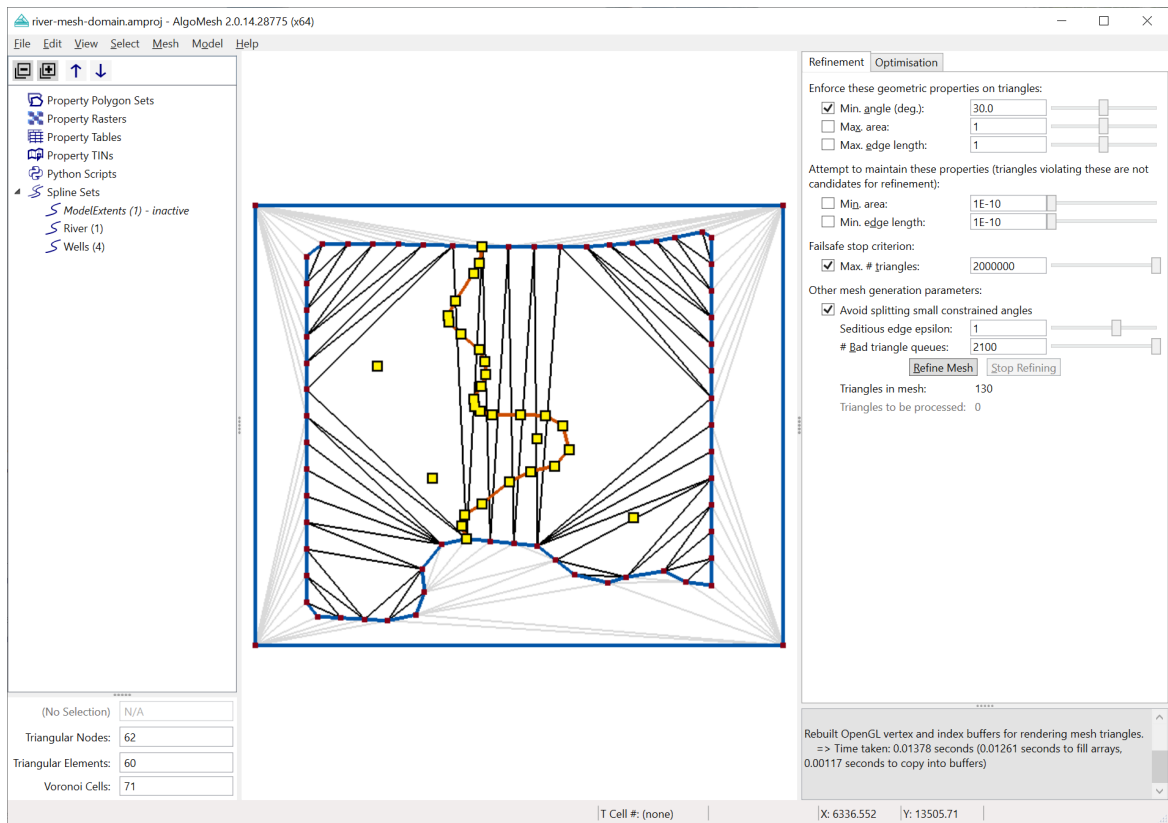 river-mesh-domain.amproj - AlgoMesh 2.0.14.28775 (x64)
File Edit View Select Mesh Model Help
Property Polygon Sets
Property Rasters
Property Tables
Property TINs
Python Scripts
Spline Sets
ModelExtents (1) - inactive
River (1)
Wells (4)
(No Selection) N/A
Triangular Nodes: 62
Triangular Elements: 60
Voronoi Cells: 71
Refinement Optimisation
Enforce these geometric properties on triangles:
Min. angle (deg.): 30.0
Max. area: 1
Max. edge length: 1
Attempt to maintain these properties (triangles violating these are not
candidates for refinement):
Min. area: 1E-10
Min. edge length: 1E-10
Failsafe stop criterion:
Max. # triangles: 2000000
Other mesh generation parameters:
Avoid splitting small constrained angles
Seditious edge epsilon: 1
# Bad triangle queues: 2100
Refine Mesh Stop Refining
Triangles in mesh: 130
Triangles to be processed: 0
Rebuilt OpenGL vertex and index buffers for rendering mesh triangles.
=> Time taken: 0.01378 seconds (0.01261 seconds to fill arrays,
0.00117 seconds to copy into buffers)
T Cell #: (none) X: 6336.552 Y: 13505.71